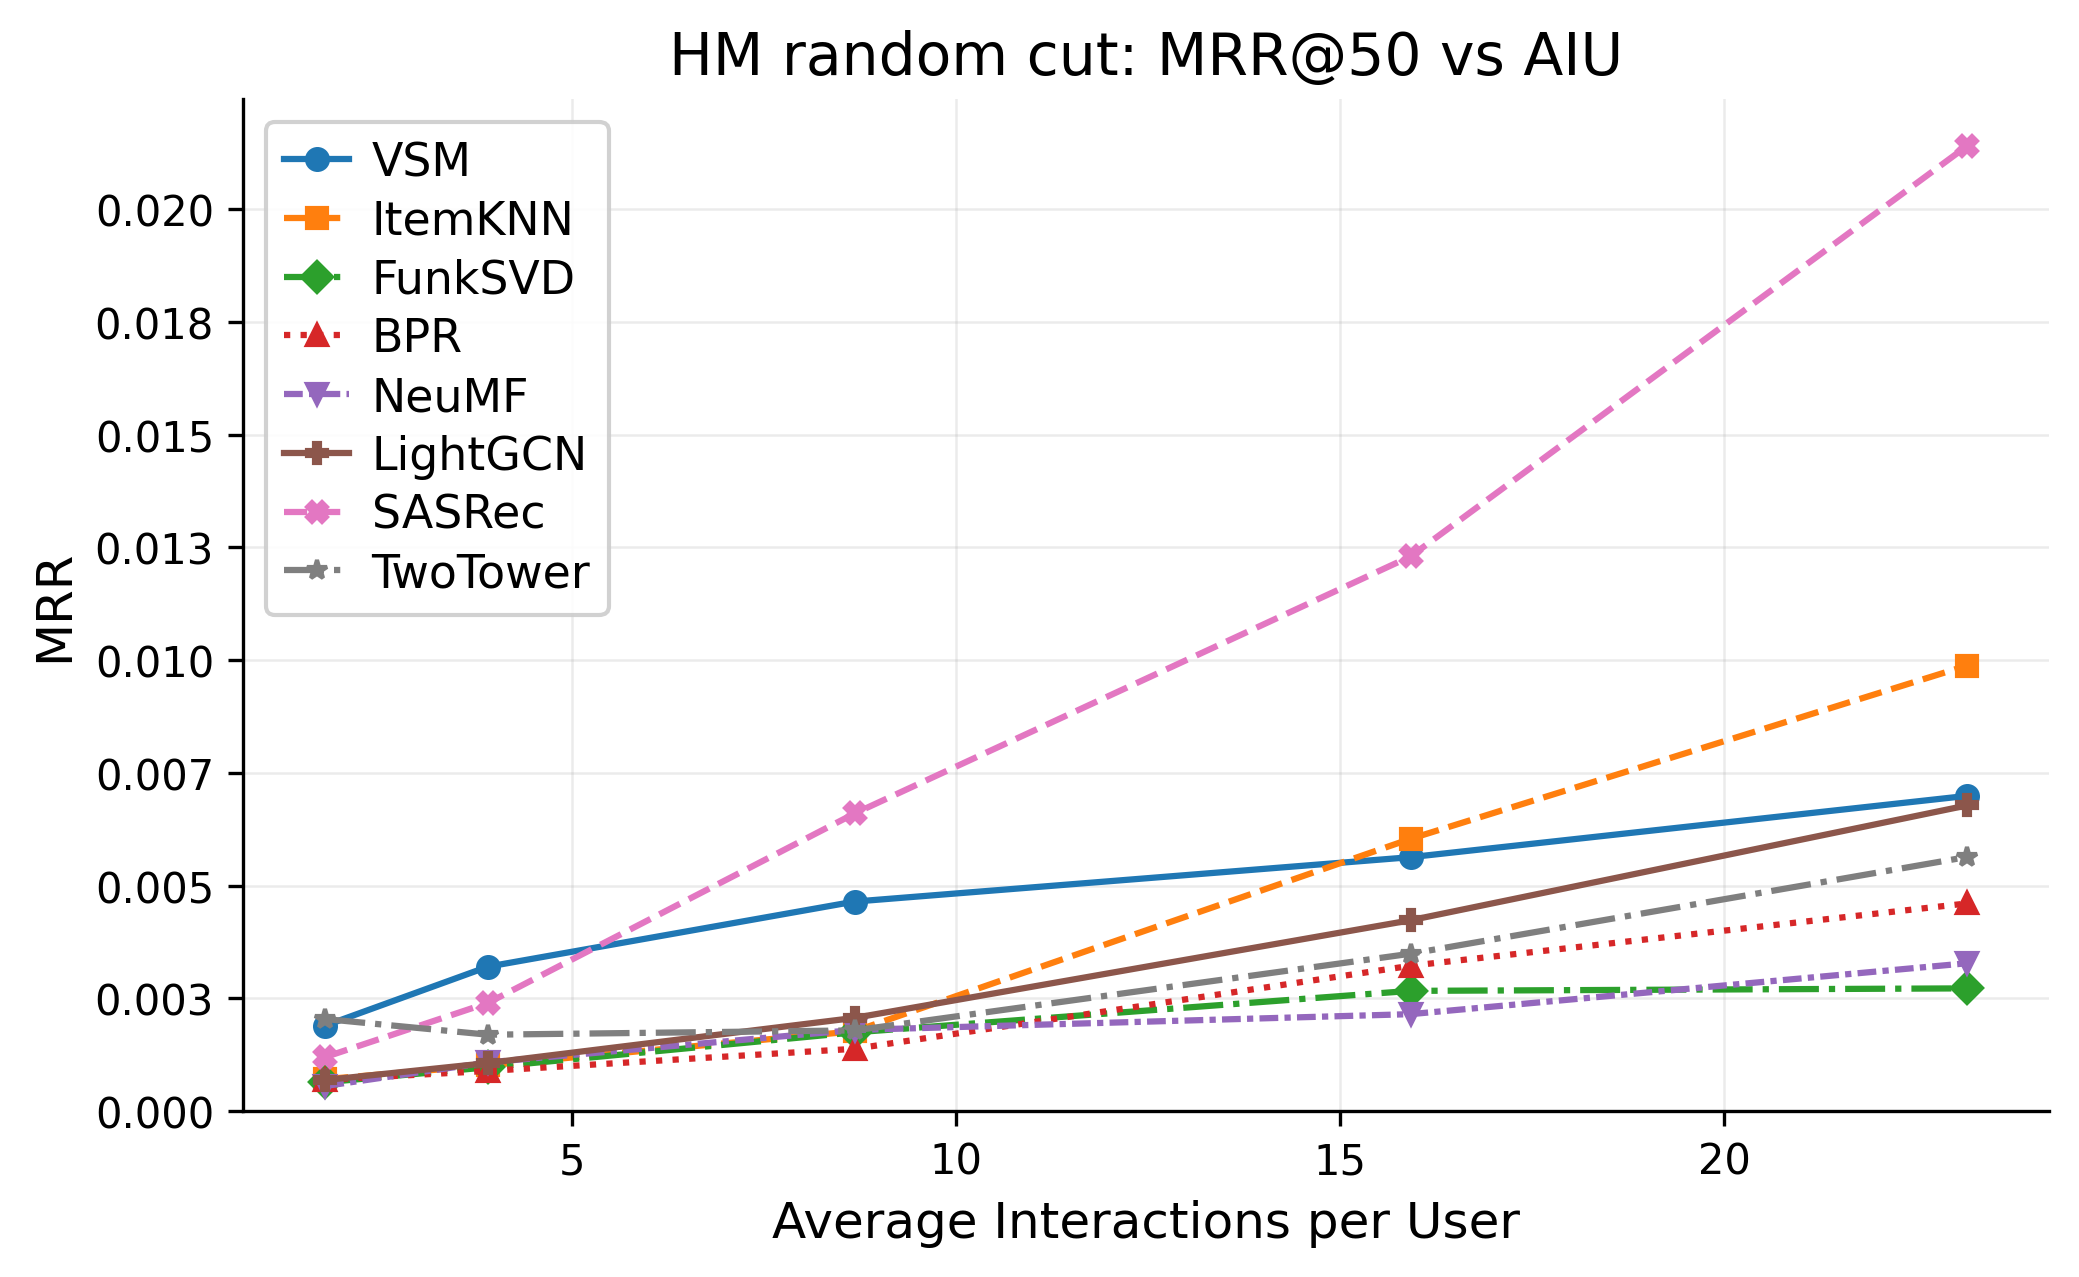 HM random cut: MRR@50 vs AIU
VSM
ItemKNN
FunkSVD
BPR
NeuMF
LightGCN
SASRec
TwoTower
MRR
0.020
0.018
0.015
0.013
0.010
0.007
0.005
0.003
0.000
5 10 15 20
Average Interactions per User